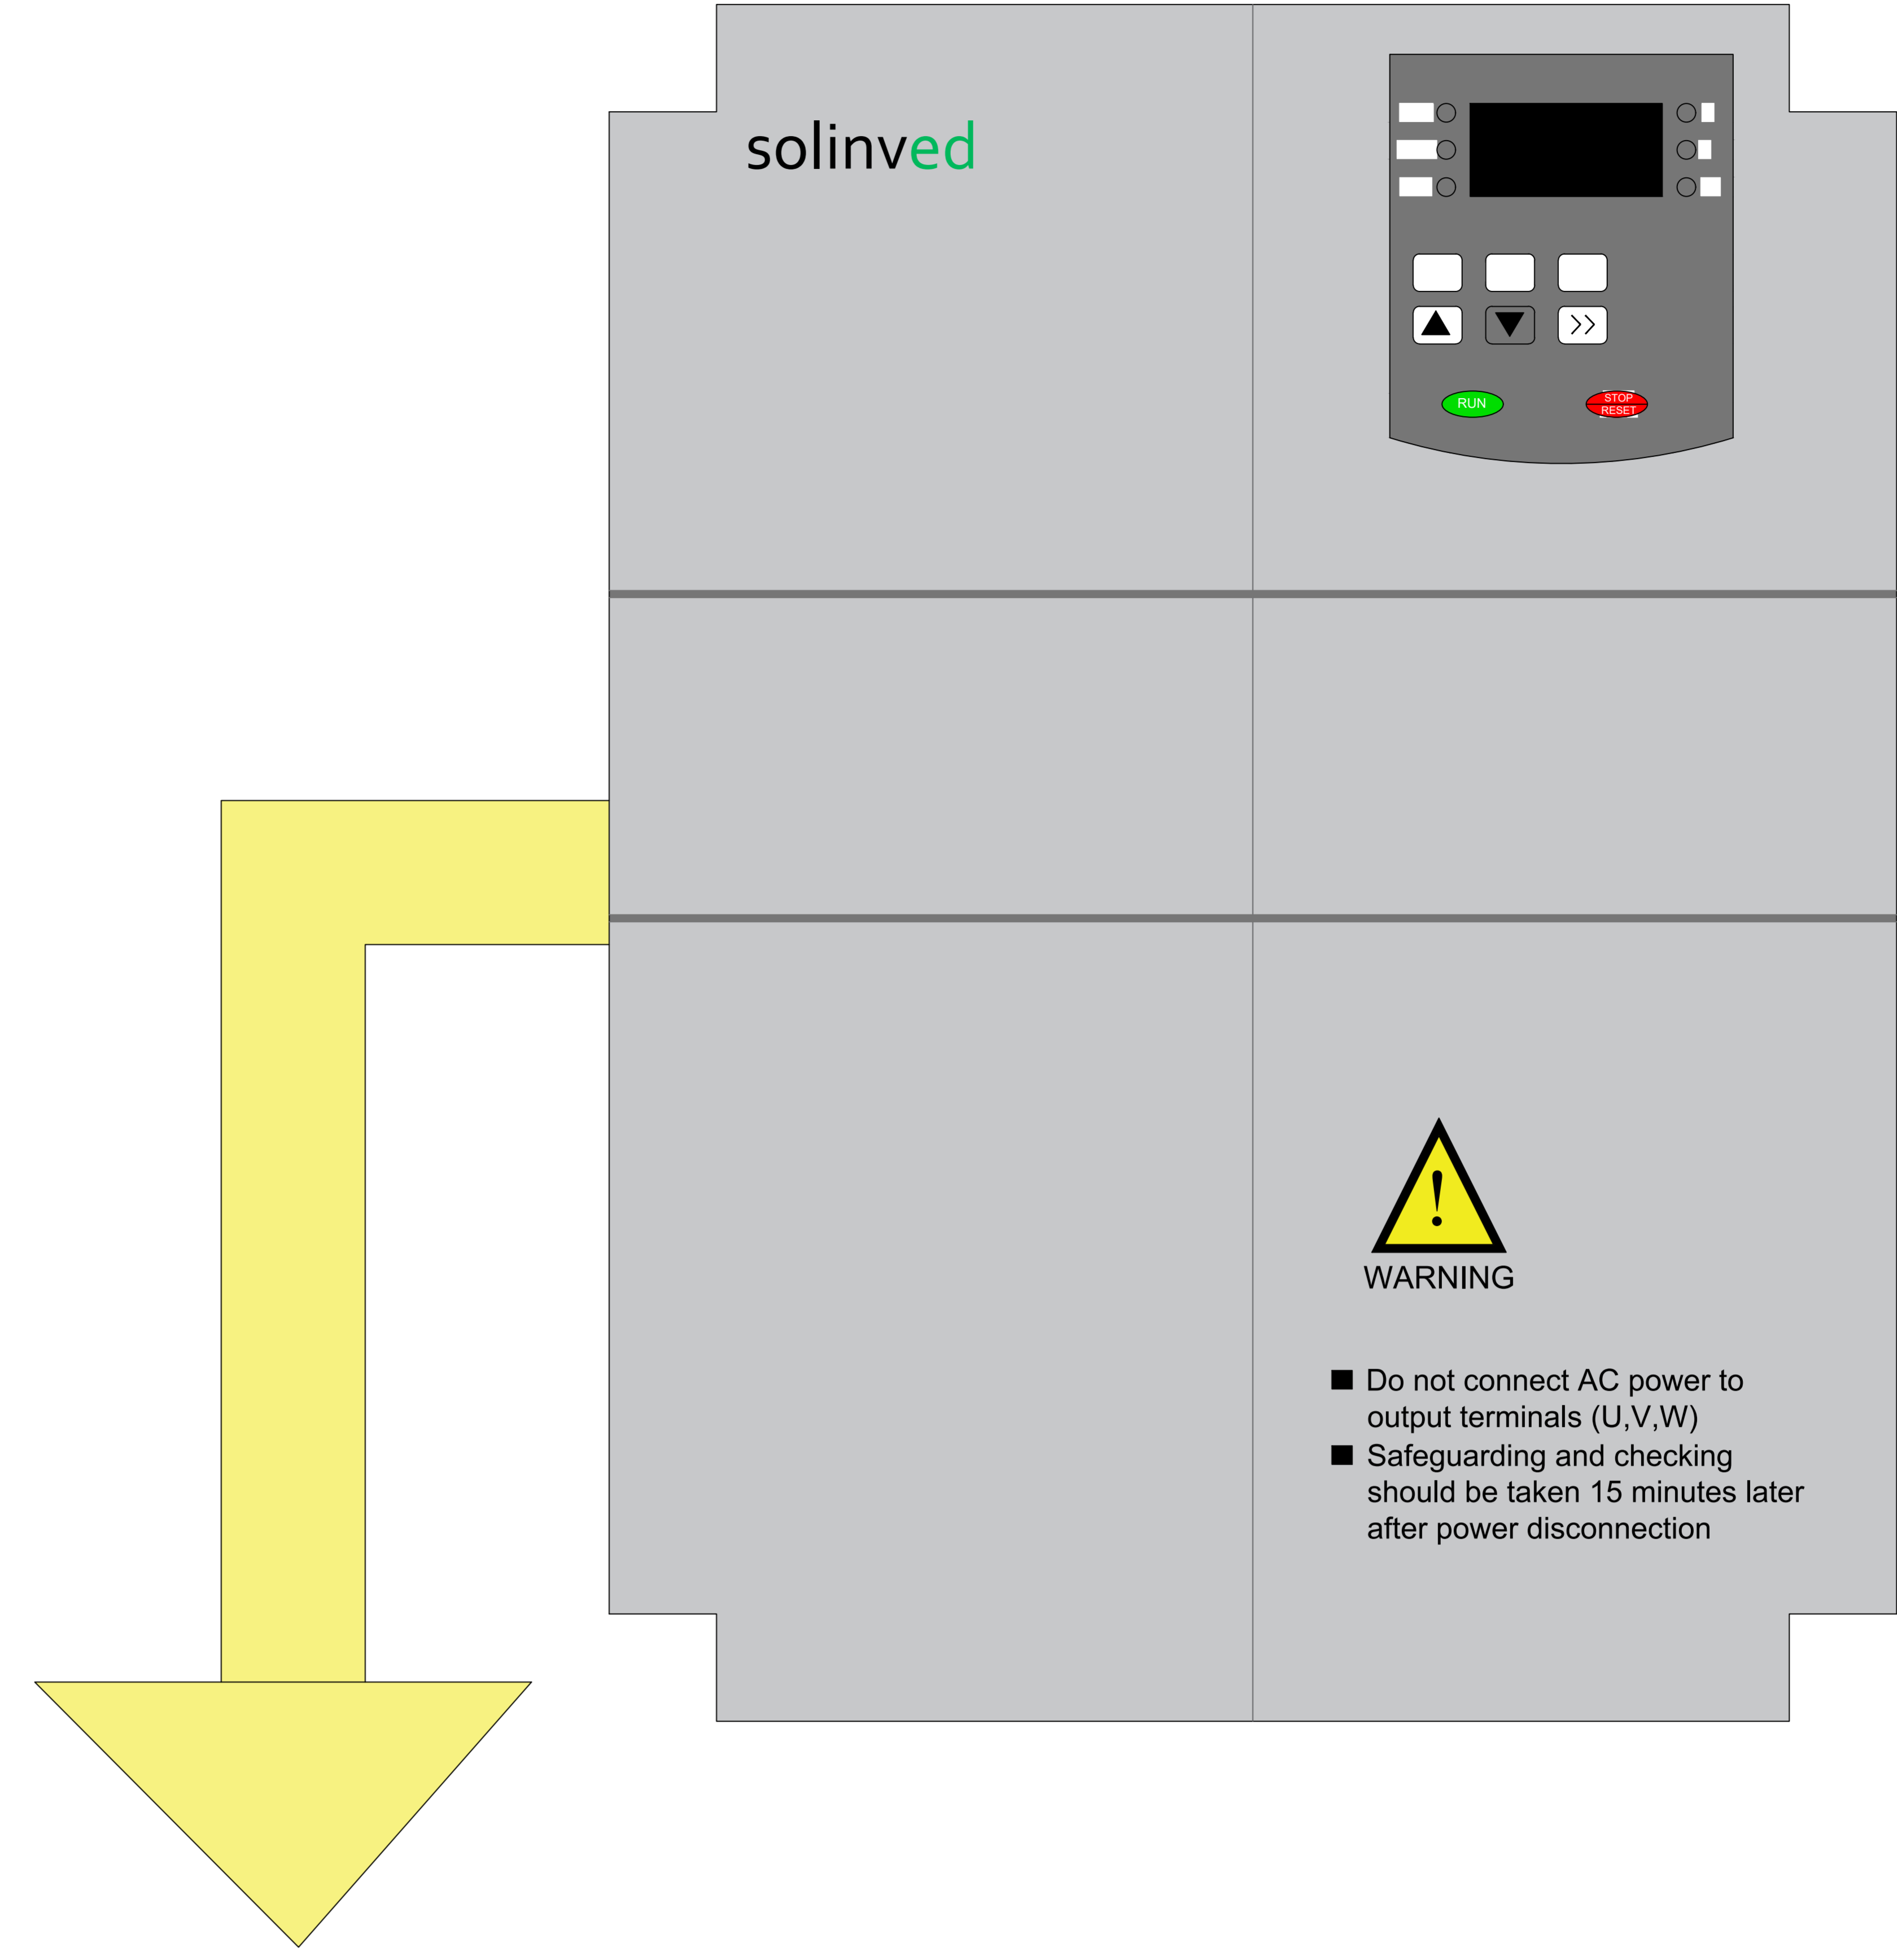 solinved
RUN
STOP
RESET
!
WARNING
■ Do not connect AC power to
output terminals (U,V,W)
■ Safeguarding and checking
should be taken 15 minutes later
after power disconnection